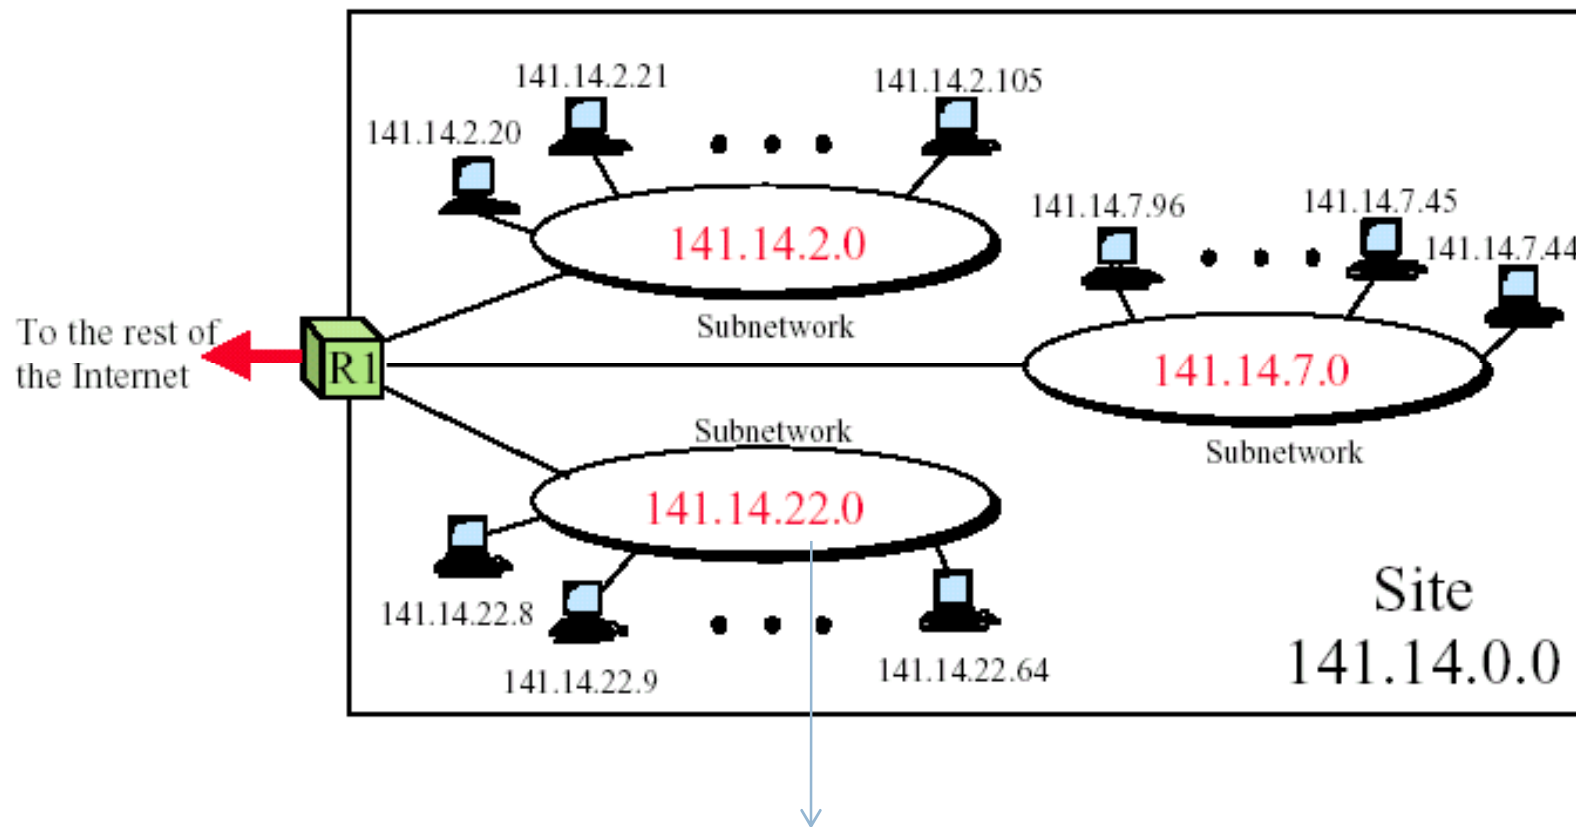 141.14.2.21
141.14.2.105
141.14.2.20
141.14.7.96
141.14.7.45
141.14.7.44
141.14.2.0
Subnetwork
To the rest of
the Internet
R1
141.14.7.0
Subnetwork
Subnetwork
141.14.22.0
141.14.22.8
141.14.22.9
141.14.22.64
Site
141.14.0.0